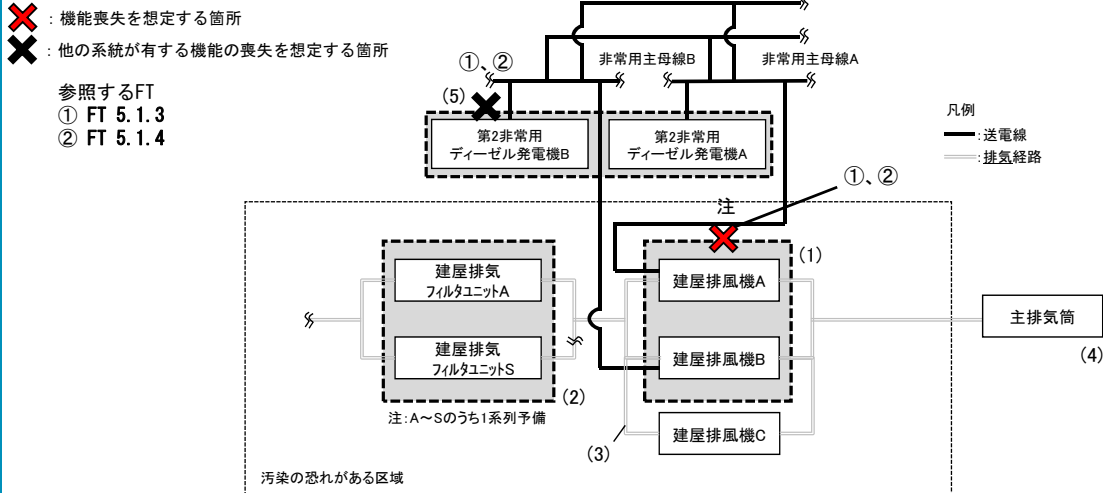 ：機能喪失を想定する箇所
：他の系統が有する機能の喪失を想定する箇所
参照するFT
① FT 5.1.3
② FT 5.1.4
①、②
非常用主母線B
非常用主母線A
(5)
第2非常用
ディーゼル発電機B
第2非常用
ディーゼル発電機A
凡例
：送電線
：排気経路
①、②
注
(1)
建屋排気
フィルタユニットA
建屋排風機A
主排気筒
(4)
建屋排気
フィルタユニットS
建屋排風機B
(2)
注：A～Sのうち1系列予備
建屋排風機C
(3)
汚染の恐れがある区域